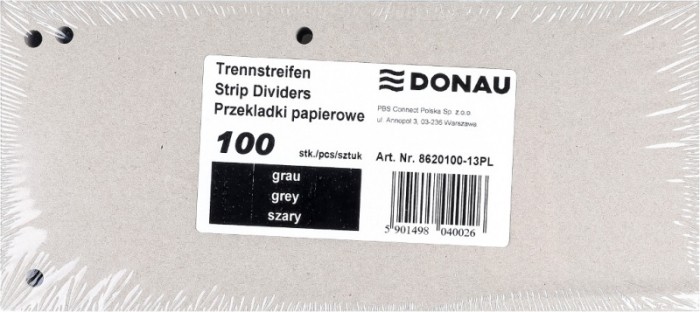 Trennstreifen
Strip Dividers
Przekladki papierowe
100 stk./pcs/sztuk
grau
grey
szary
DONAU
PBS Connect Polska Sp. z.o.o
ul. Annopol 3, 03-236 Warszawa
Art. Nr. 8620100-13PL
5 901498 040026